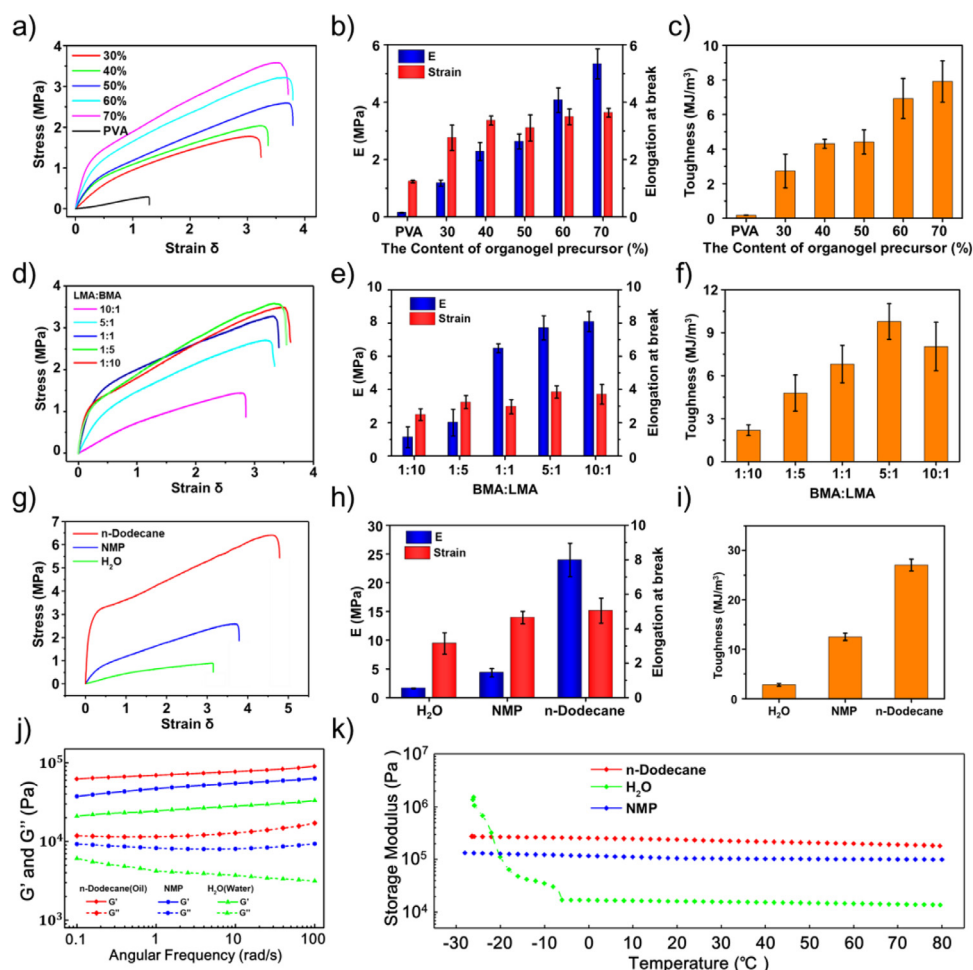 a)
Stress (MPa)
4
3
2
1
0
30%
40%
50%
60%
70%
PVA
0 1 2 3 4
Strain δ
b)
E (MPa)
6
4
2
0
E
Strain
6
5
4
3
2
1
0
Elongation at break
PVA 30 40 50 60 70
The Content of organogel precursor (%)
c)
Toughness (MJ/m³)
10
8
6
4
2
0
PVA 30 40 50 60 70
The Content of organogel precursor (%)
d)
Stress (MPa)
4
3
2
1
0
LMA:BMA
10:1
5:1
1:1
1:5
1:10
0 1 2 3 4
Strain δ
e)
E (MPa)
10
8
6
4
2
0
E
Strain
10
8
6
4
2
0
Elongation at break
1:10 1:5 1:1 5:1 10:1
BMA:LMA
f)
Toughness (MJ/m³)
12
9
6
3
0
1:10 1:5 1:1 5:1 10:1
BMA:LMA
g)
Stress (MPa)
7
6
5
4
3
2
1
0
n-Dodecane
NMP
H₂O
0 1 2 3 4 5
Strain δ
h)
E (MPa)
30
25
20
15
10
5
0
E
Strain
10
8
6
4
2
0
Elongation at break
H₂O NMP n-Dodecane
i)
Toughness (MJ/m³)
30
20
10
0
H₂O NMP n-Dodecane
j)
G' and G'' (Pa)
10⁵
10⁴
10³
n-Dodecane(Oil) NMP H₂O(Water)
G' G' G'
G'' G'' G''
0.1 1 10 100
Angular Frequency (rad/s)
k)
Storage Modulus (Pa)
10⁷
10⁶
10⁵
10⁴
n-Dodecane
H₂O
NMP
-30 -20 -10 0 10 20 30 40 50 60 70 80
Temperature (℃)